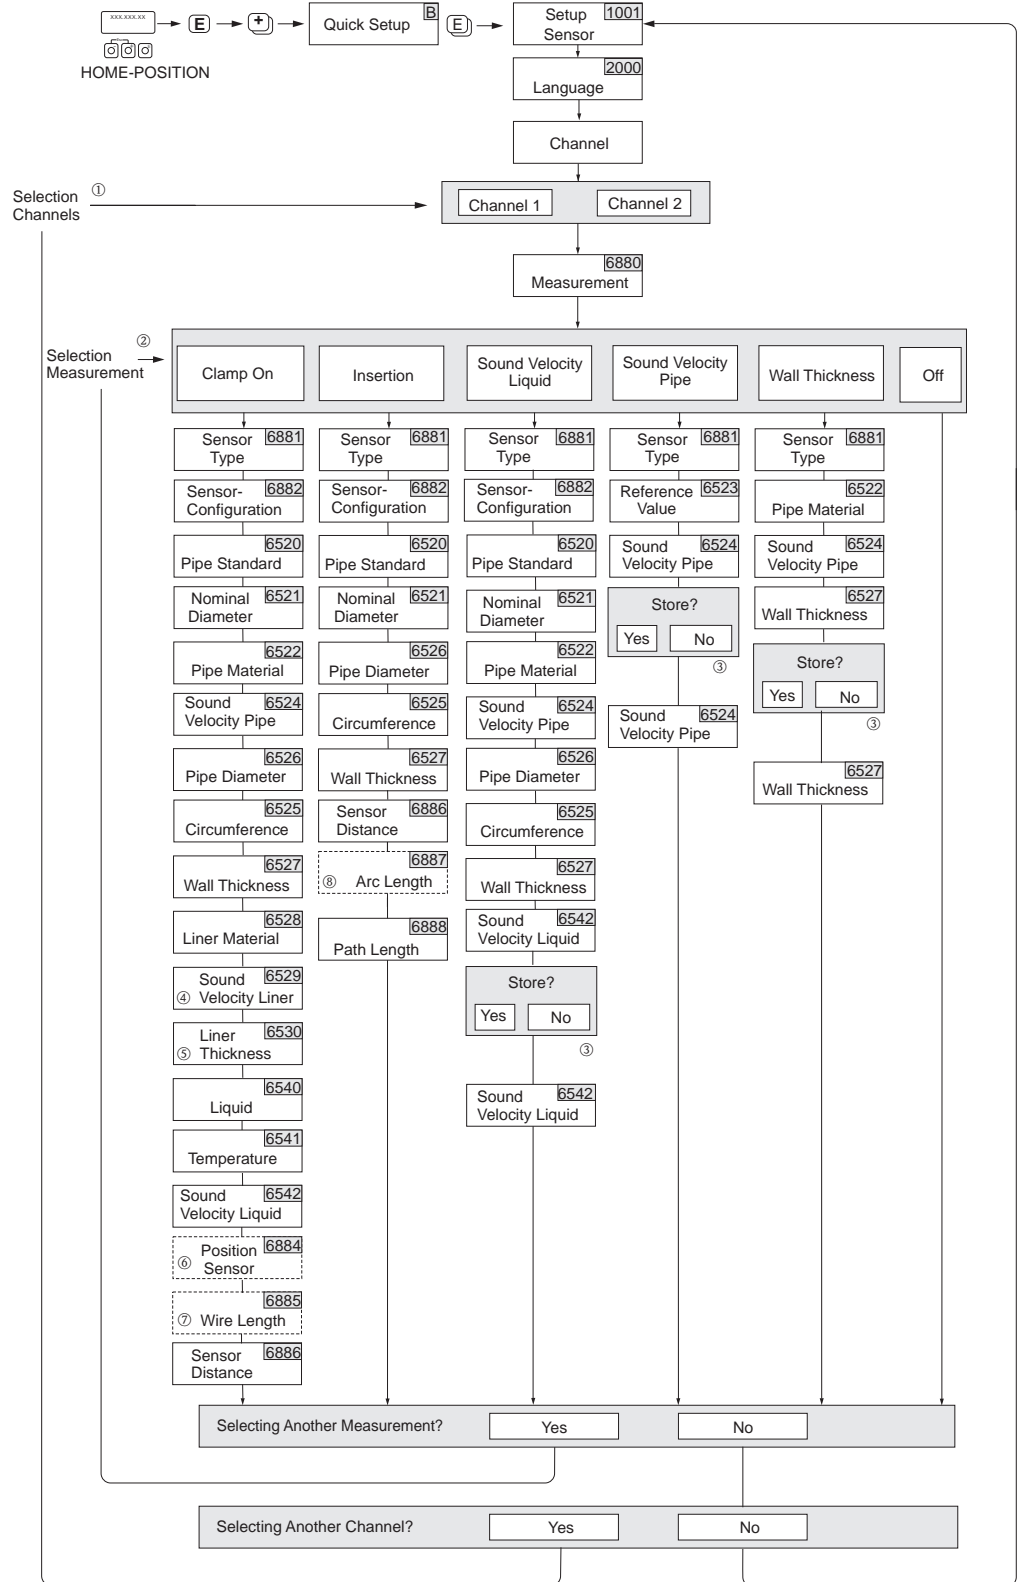 XXX.XXX.XX
E
+
Quick Setup
B
E
Setup
Sensor
1001
HOME-POSITION
2000
Language
Channel
Selection
Channels
①
Channel 1
Channel 2
6880
Measurement
Selection
Measurement
②
Clamp On
Insertion
Sound Velocity
Liquid
Sound Velocity
Pipe
Wall Thickness
Off
Sensor
Type
6881
Sensor-
Configuration
6882
6520
Pipe Standard
Nominal
Diameter
6521
6522
Pipe Material
Sound
Velocity Pipe
6524
6526
Pipe Diameter
6525
Circumference
6527
Wall Thickness
6528
Liner Material
Sound
④ Velocity Liner
6529
Liner
⑤ Thickness
6530
6540
Liquid
6541
Temperature
Sound
Velocity Liquid
6542
Position
⑥ Sensor
6884
6885
⑦ Wire Length
Sensor
Distance
6886
Sensor
Type
6881
Sensor-
Configuration
6882
6520
Pipe Standard
Nominal
Diameter
6521
6526
Pipe Diameter
6525
Circumference
6527
Wall Thickness
Sensor
Distance
6886
6887
⑧ Arc Length
6888
Path Length
Sensor
Type
6881
Sensor-
Configuration
6882
6520
Pipe Standard
Nominal
Diameter
6521
6522
Pipe Material
Sound
Velocity Pipe
6524
6526
Pipe Diameter
6525
Circumference
6527
Wall Thickness
Sound
Velocity Liquid
6542
Store?
Yes
No
③
Sound
Velocity Liquid
6542
Sensor
Type
6881
Reference
Value
6523
Sound
Velocity Pipe
6524
Store?
Yes
No
③
Sound
Velocity Pipe
6524
Sensor
Type
6881
6522
Pipe Material
Sound
Velocity Pipe
6524
6527
Wall Thickness
Store?
Yes
No
③
6527
Wall Thickness
Selecting Another Measurement?
Yes
No
Selecting Another Channel?
Yes
No